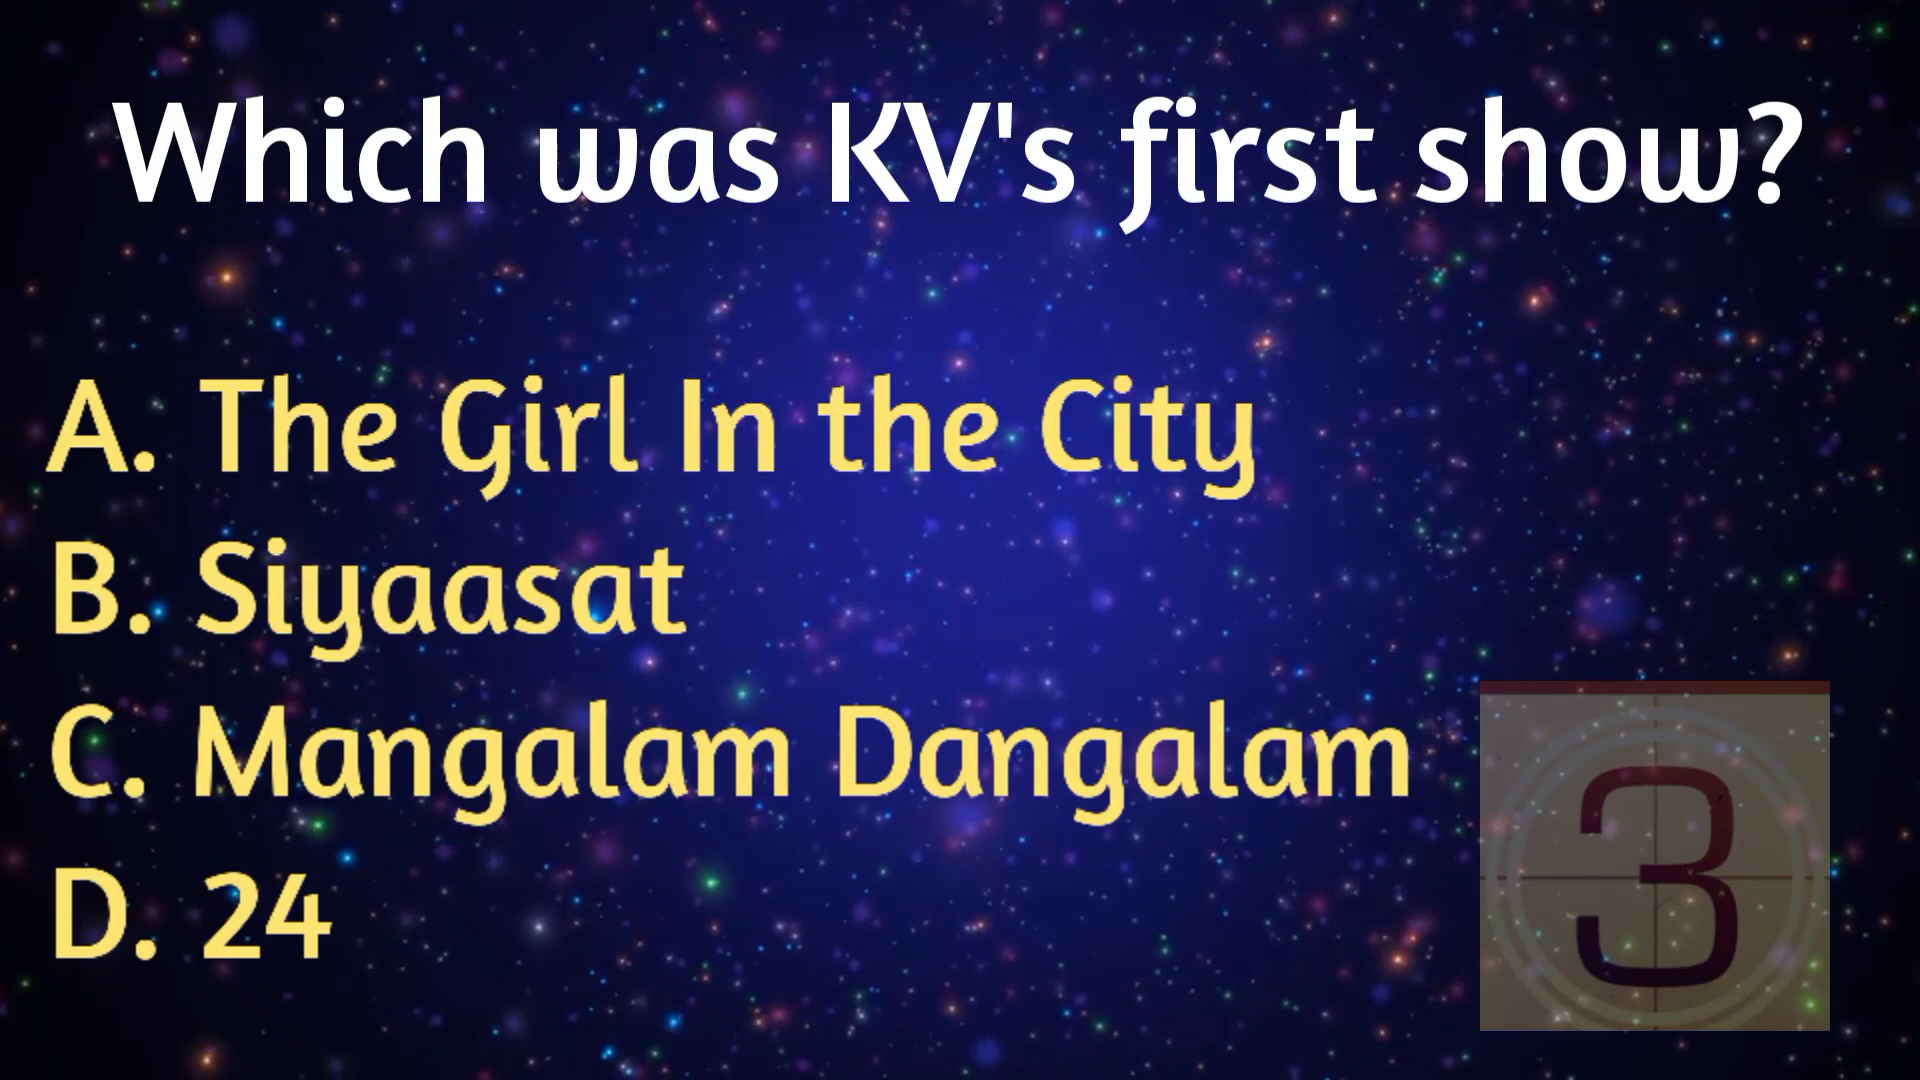 Which was KV's first show?
A. The Girl In the City
B. Siyaasat
C. Mangalam Dangalam
D. 24
3